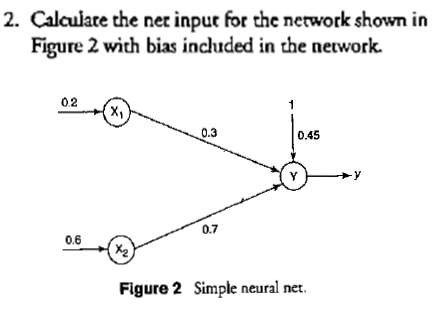 2. Calculate the net input for the network shown in
Figure 2 with bias included in the network.
0.2
X1
0.3
1
0.45
Y
y
0.7
0.6
X2
Figure 2 Simple neural net.